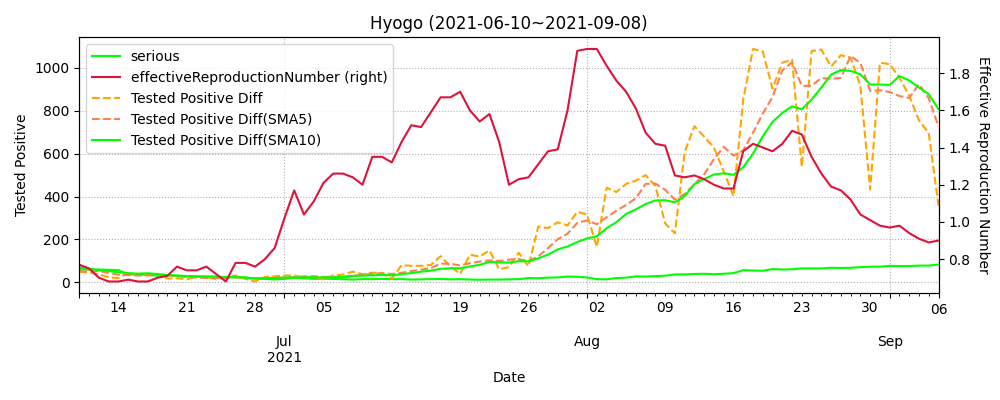 Hyogo (2021-06-10~2021-09-08)
serious
effectiveReproductionNumber (right)
Tested Positive Diff
Tested Positive Diff(SMA5)
Tested Positive Diff(SMA10)
Tested Positive
1000
800
600
400
200
0
1.8
1.6
1.4
1.2
1.0
0.8
Effective Reproduction Number
14 21 28 05 12 19 26 02 09 16 23 30 06
Jul Aug Sep
2021
Date